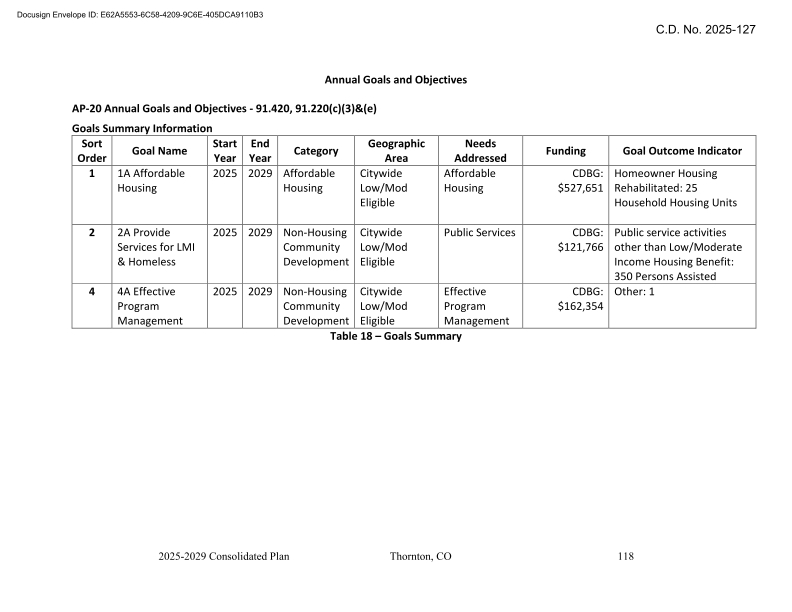 Docusign Envelope ID: E62A5553-6C58-4209-9C6E-405DCA9110B3
C.D. No. 2025-127
Annual Goals and Objectives
AP-20 Annual Goals and Objectives - 91.420, 91.220(c)(3)&(e)
Goals Summary Information
Sort Order | Goal Name | Start Year | End Year | Category | Geographic Area | Needs Addressed | Funding | Goal Outcome Indicator
1 | 1A Affordable Housing | 2025 | 2029 | Affordable Housing | Citywide Low/Mod Eligible | Affordable Housing | CDBG: $527,651 | Homeowner Housing Rehabilitated: 25 Household Housing Units
2 | 2A Provide Services for LMI & Homeless | 2025 | 2029 | Non-Housing Community Development | Citywide Low/Mod Eligible | Public Services | CDBG: $121,766 | Public service activities other than Low/Moderate Income Housing Benefit: 350 Persons Assisted
4 | 4A Effective Program Management | 2025 | 2029 | Non-Housing Community Development | Citywide Low/Mod Eligible | Effective Program Management | CDBG: $162,354 | Other: 1
Table 18 – Goals Summary
2025-2029 Consolidated Plan Thornton, CO 118